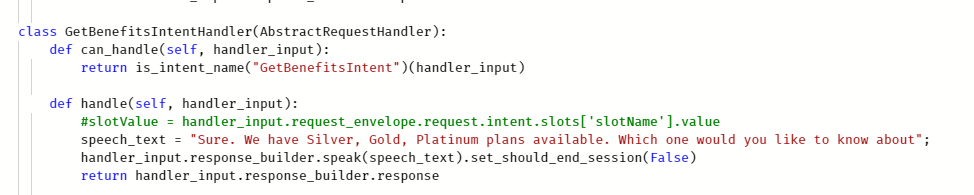 class GetBenefitsIntentHandler(AbstractRequestHandler):
    def can_handle(self, handler_input):
        return is_intent_name("GetBenefitsIntent")(handler_input)

    def handle(self, handler_input):
        #slotValue = handler_input.request_envelope.request.intent.slots['slotName'].value
        speech_text = "Sure. We have Silver, Gold, Platinum plans available. Which one would you like to know about";
        handler_input.response_builder.speak(speech_text).set_should_end_session(False)
        return handler_input.response_builder.response